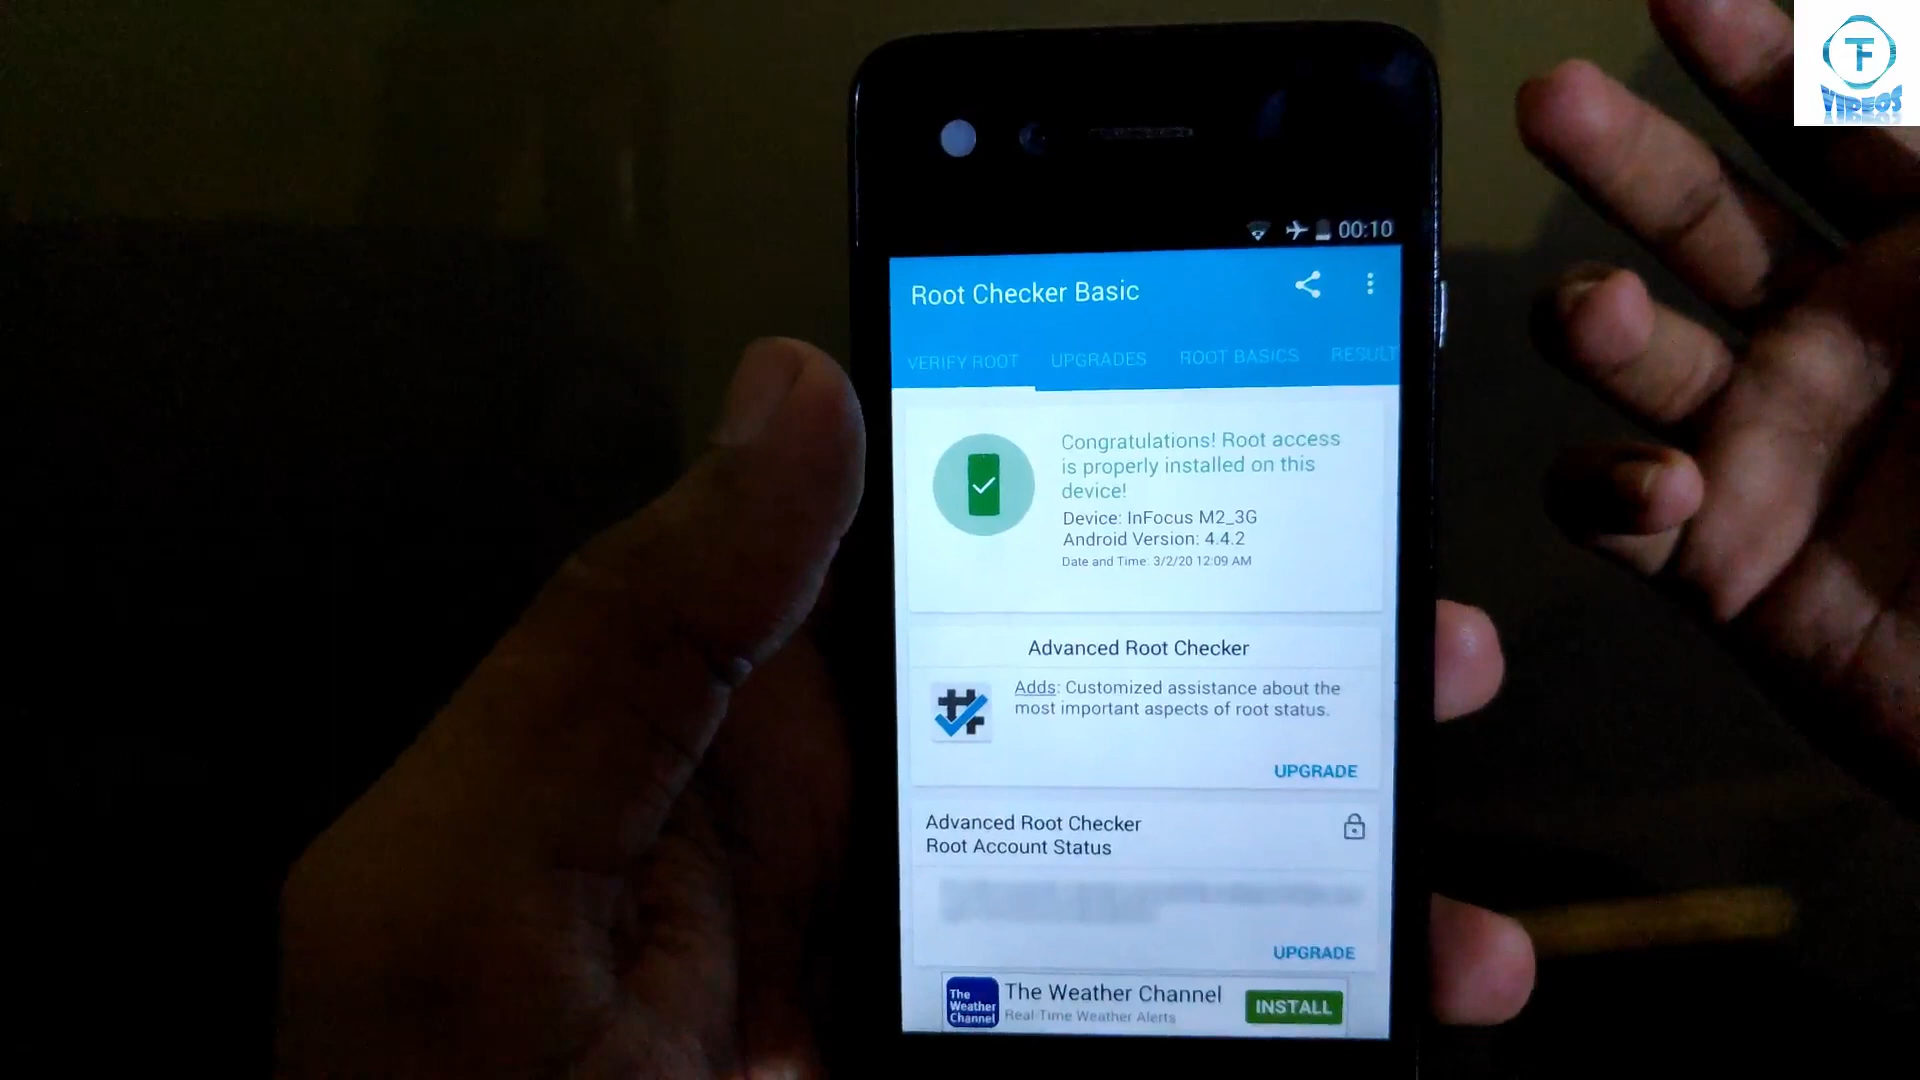 TF
VIDEOS
00:10
Root Checker Basic
VERIFY ROOT UPGRADES ROOT BASICS RESULT
Congratulations! Root access
is properly installed on this
device!
Device: InFocus M2_3G
Android Version: 4.4.2
Date and Time: 3/2/20 12:09 AM
Advanced Root Checker
Adds: Customized assistance about the
most important aspects of root status.
UPGRADE
Advanced Root Checker
Root Account Status
UPGRADE
The
Weather
Channel
The Weather Channel
Real-Time Weather Alerts
INSTALL